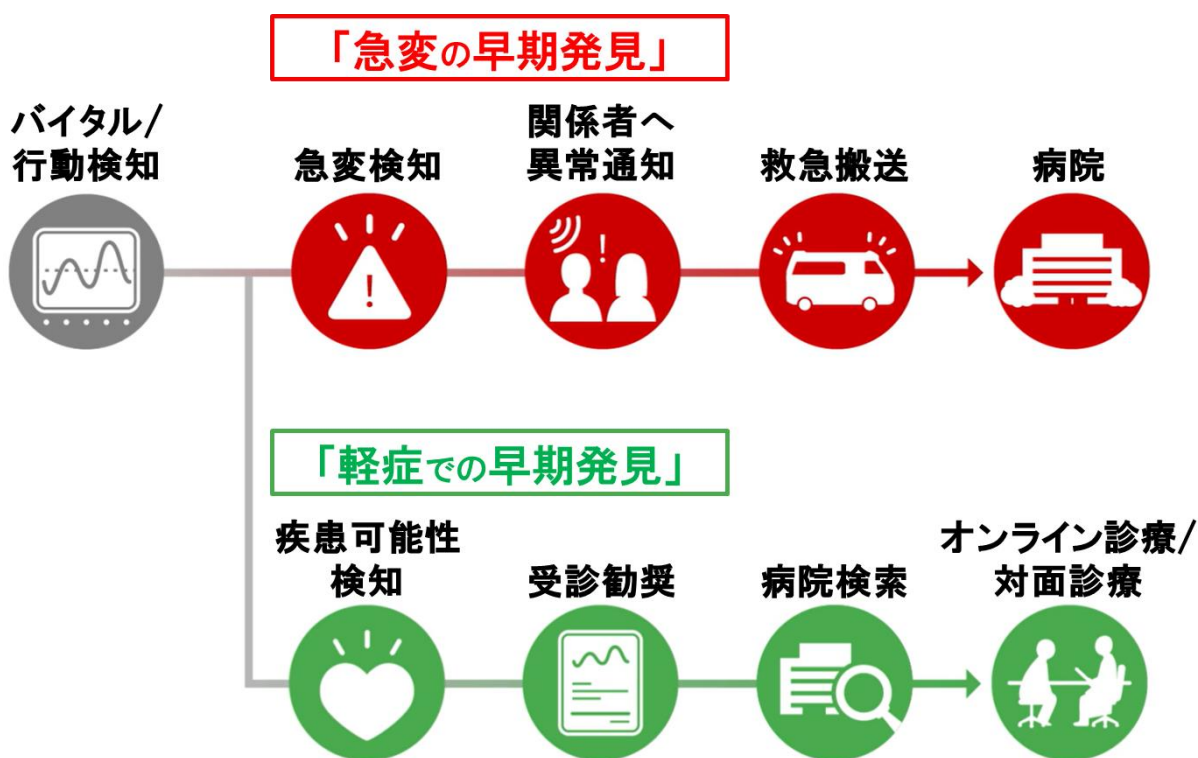 「急変の早期発見」
バイタル/
行動検知
急変検知
関係者へ
異常通知
救急搬送
病院
「軽症での早期発見」
疾患可能性
検知
受診勧奨
病院検索
オンライン診療/
対面診療